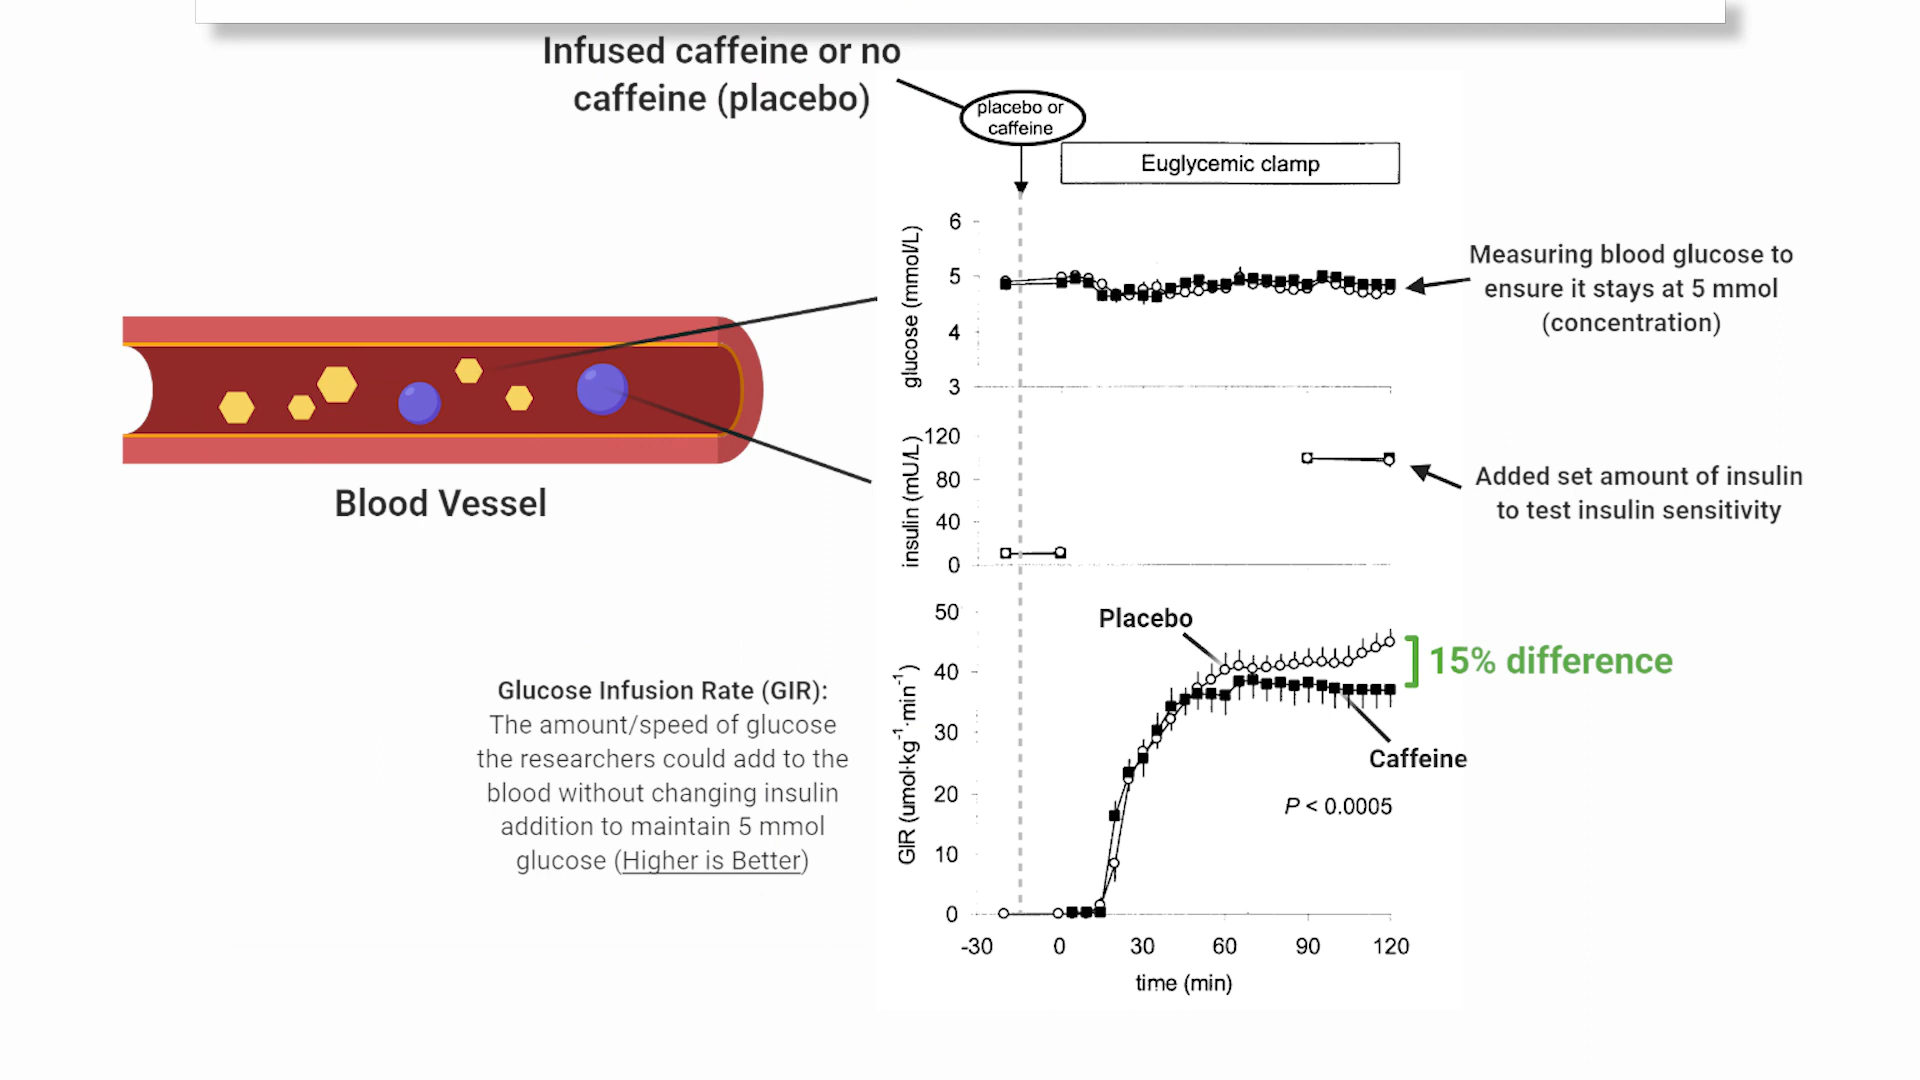 Infused caffeine or no
caffeine (placebo)
placebo or
caffeine
Euglycemic clamp
glucose (mmol/L)
6
5
4
3
Measuring blood glucose to
ensure it stays at 5 mmol
(concentration)
Blood Vessel
insulin (mU/L)
120
80
40
0
Added set amount of insulin
to test insulin sensitivity
Glucose Infusion Rate (GIR):
The amount/speed of glucose
the researchers could add to the
blood without changing insulin
addition to maintain 5 mmol
glucose (Higher is Better)
GIR (umol·kg⁻¹·min⁻¹)
50
40
30
20
10
0
Placebo
15% difference
Caffeine
P < 0.0005
-30 0 30 60 90 120
time (min)